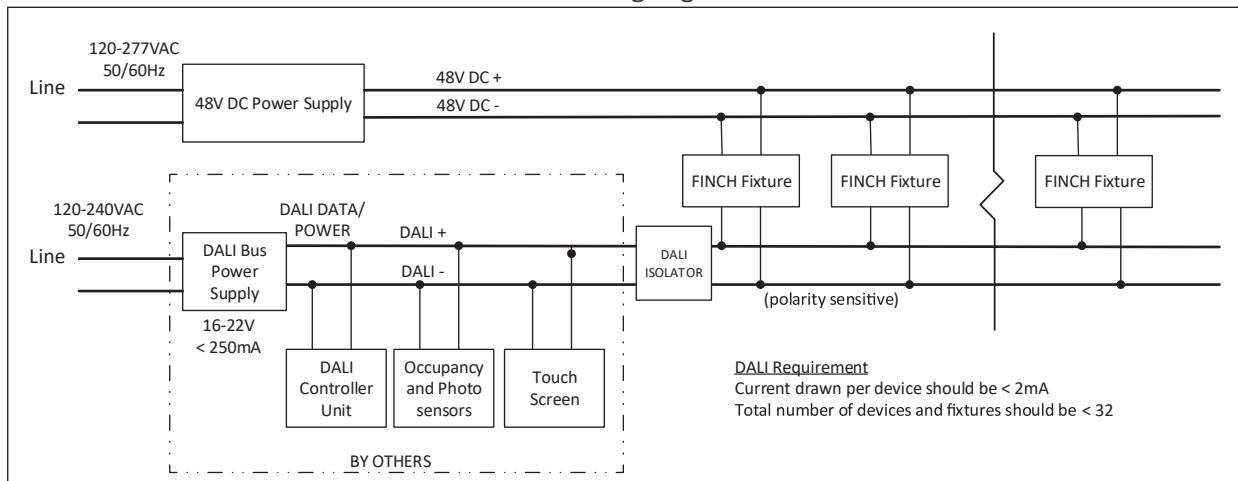 120-277VAC
50/60Hz
Line
48V DC Power Supply
48V DC +
48V DC -
FINCH Fixture
FINCH Fixture
FINCH Fixture
120-240VAC
50/60Hz
Line
DALI Bus
Power
Supply
16-22V
< 250mA
DALI DATA/
POWER
DALI +
DALI -
DALI
ISOLATOR
(polarity sensitive)
DALI
Controller
Unit
Occupancy
and Photo
sensors
Touch
Screen
BY OTHERS
DALI Requirement
Current drawn per device should be < 2mA
Total number of devices and fixtures should be < 32